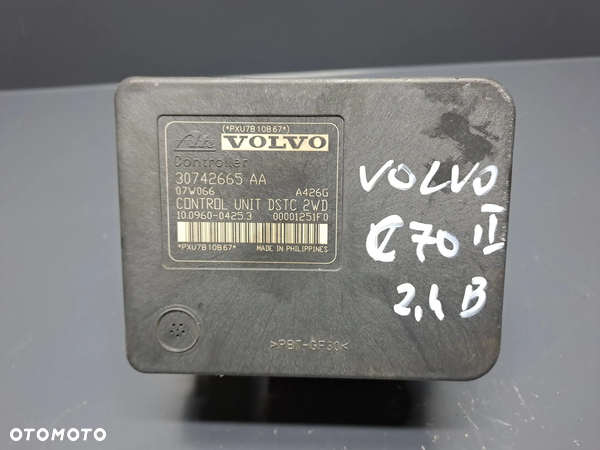 (*PXU7B10B67*)
Ate VOLVO
Controller
30742665 AA
07W066 A426G
CONTROL UNIT DSTC 2WD
10.0960-0425.3 00001251F0
*PXU7B10B67* MADE IN PHILIPPINES
VOLVO
C70 II
2,4 B
>PBT-GF30<
OTOMOTO